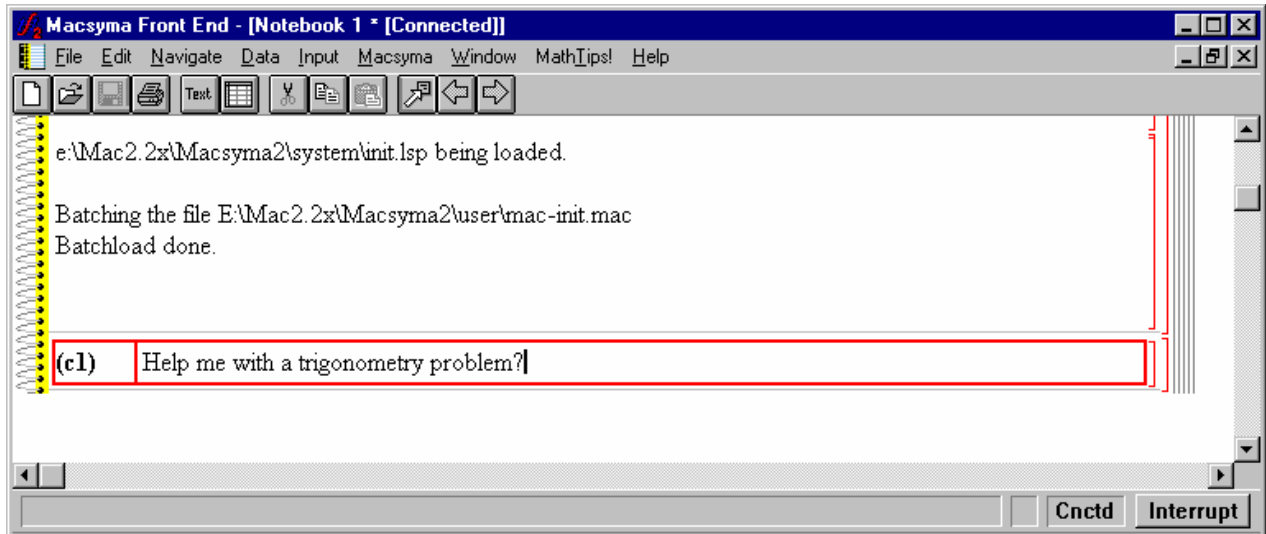 Macsyma Front End - [Notebook 1 * [Connected]]
File Edit Navigate Data Input Macsyma Window MathTips! Help
Text
e:\Mac2.2x\Macsyma2\system\init.lsp being loaded.
Batching the file E:\Mac2.2x\Macsyma2\user\mac-init.mac
Batchload done.
(c1) Help me with a trigonometry problem?
Cnctd Interrupt